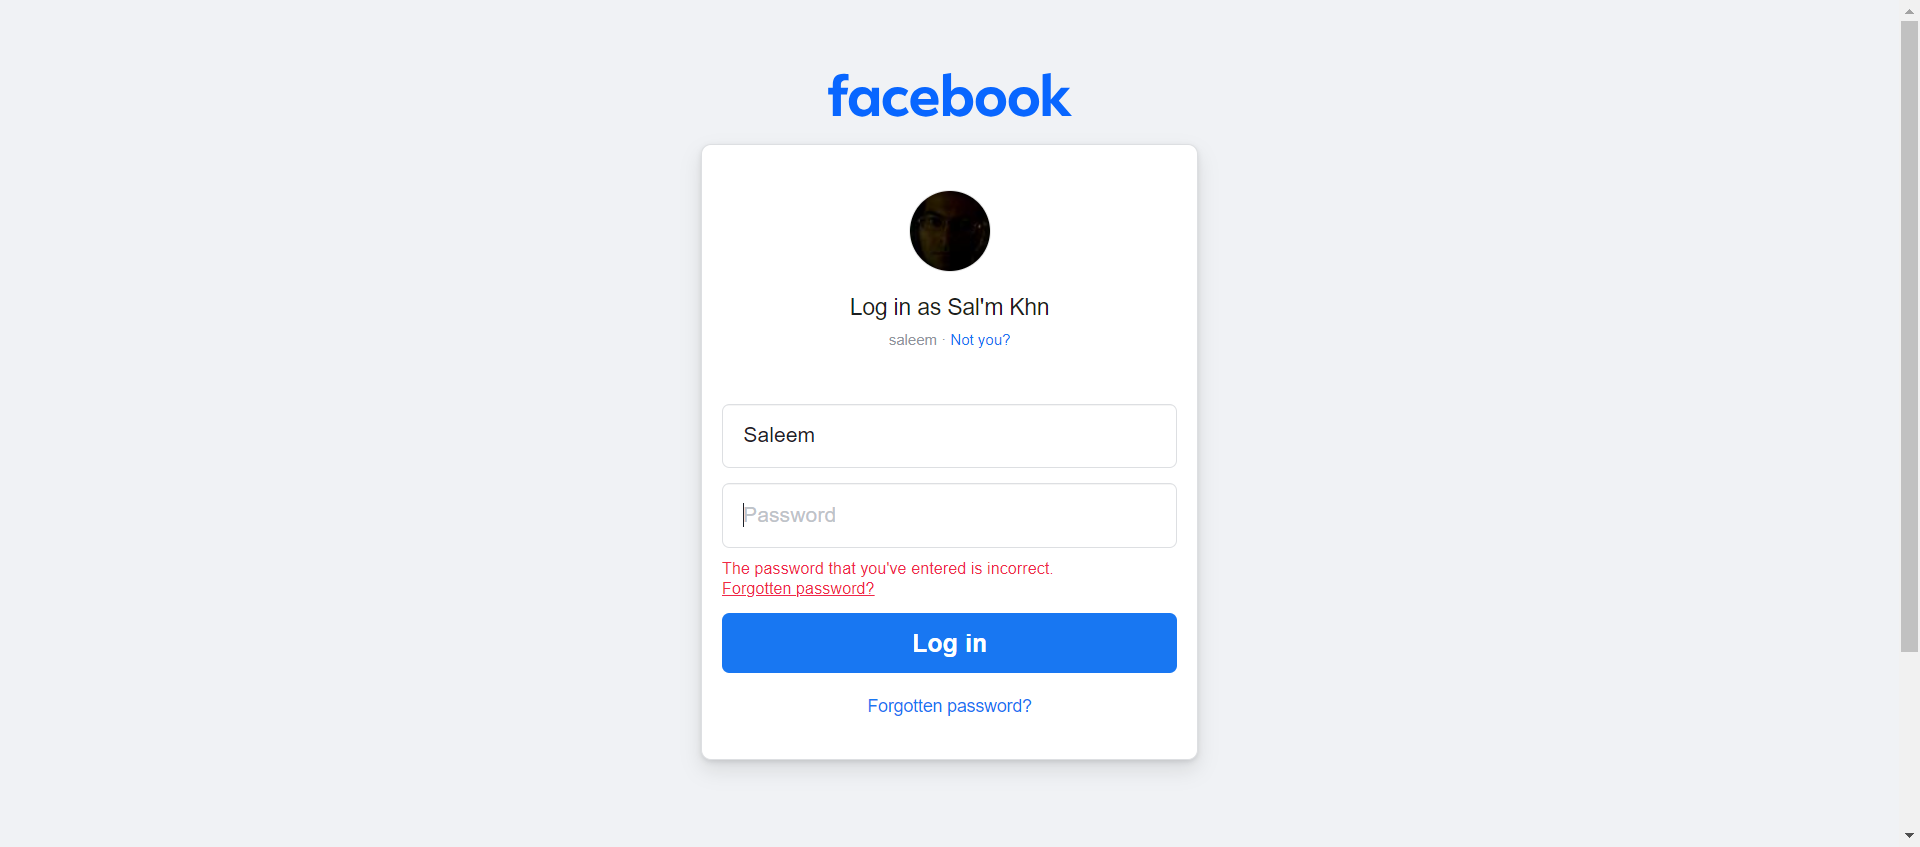 facebook
Log in as Sal'm Khn
saleem · Not you?
Saleem
Password
The password that you've entered is incorrect.
Forgotten password?
Log in
Forgotten password?